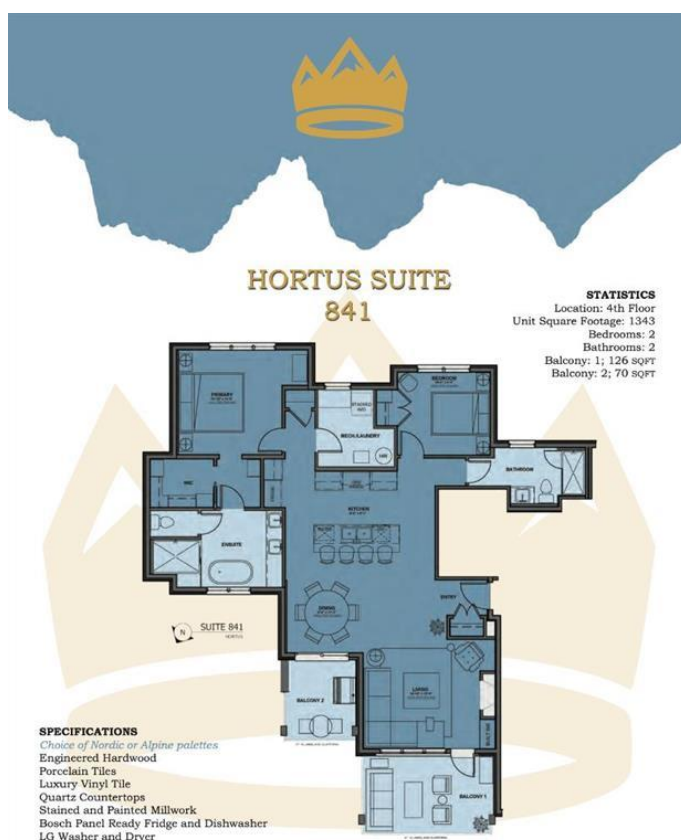 HORTUS SUITE
841
STATISTICS
Location: 4th Floor
Unit Square Footage: 1343
Bedrooms: 2
Bathrooms: 2
Balcony: 1; 126 SQFT
Balcony: 2; 70 SQFT
PRIMARY
BEDROOM
STACKED
W/D
MECH/LAUNDRY
WIC
BATHROOM
KITCHEN
ENSUITE
ENTRY
DINING
N
SUITE 841
HORTUS
LIVING
BALCONY 2
BALCONY 1
SPECIFICATIONS
Choice of Nordic or Alpine palettes
Engineered Hardwood
Porcelain Tiles
Luxury Vinyl Tile
Quartz Countertops
Stained and Painted Millwork
Bosch Panel Ready Fridge and Dishwasher
LG Washer and Dryer